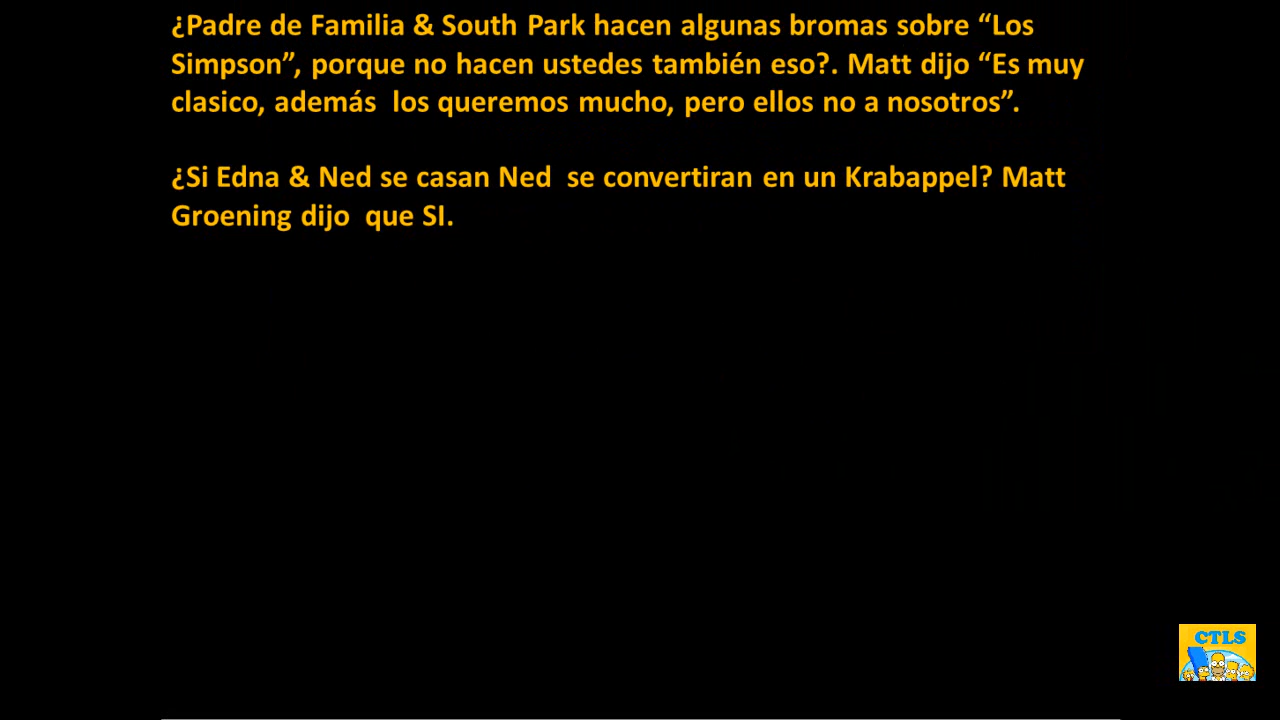 ¿Padre de Familia & South Park hacen algunas bromas sobre “Los
Simpson”, porque no hacen ustedes también eso?. Matt dijo “Es muy
clasico, además  los queremos mucho, pero ellos no a nosotros”.
¿Si Edna & Ned se casan Ned  se convertiran en un Krabappel? Matt
Groening dijo  que SI.
CTLS